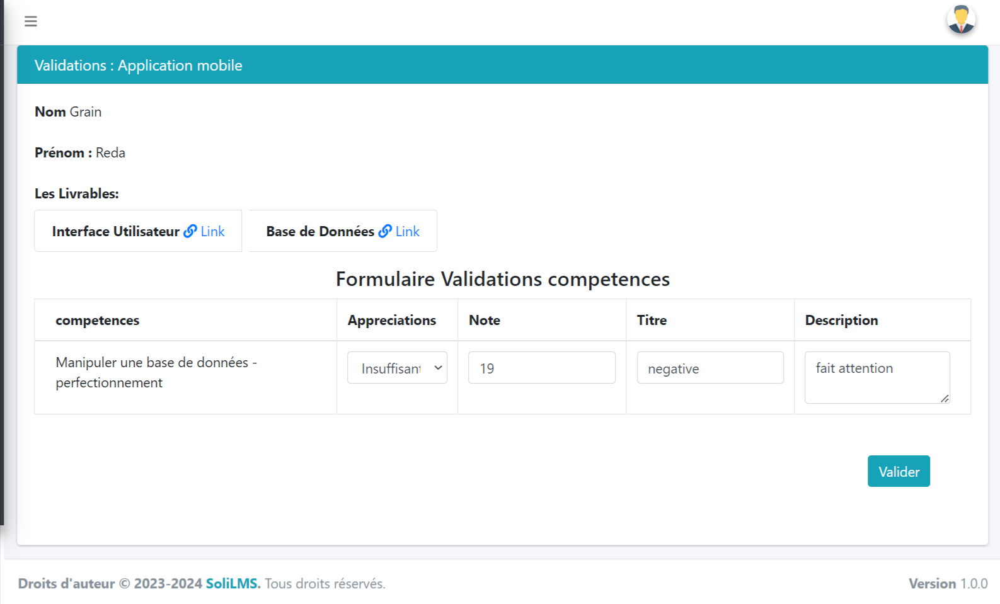 Validations : Application mobile
Nom Grain
Prénom : Reda
Les Livrables:
Interface Utilisateur Link
Base de Données Link
Formulaire Validations competences
competences Appreciations Note Titre Description
Manipuler une base de données -
perfectionnement
Insuffisant
19
negative
fait attention
Valider
Droits d'auteur © 2023-2024 SoliLMS. Tous droits réservés.
Version 1.0.0